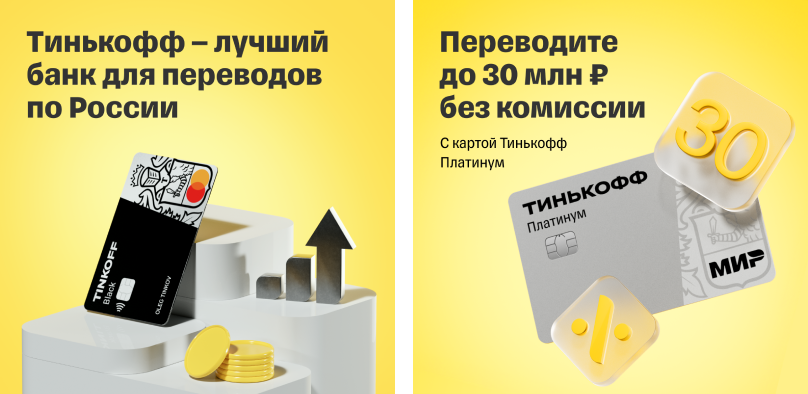 Тинькофф – лучший
банк для переводов
по России
TINKOFF
Black
OLEG TINKOV
Переводите
до 30 млн ₽
без комиссии
С картой Тинькофф
Платинум
30
ТИНЬКОФФ
Платинум
МИР
%